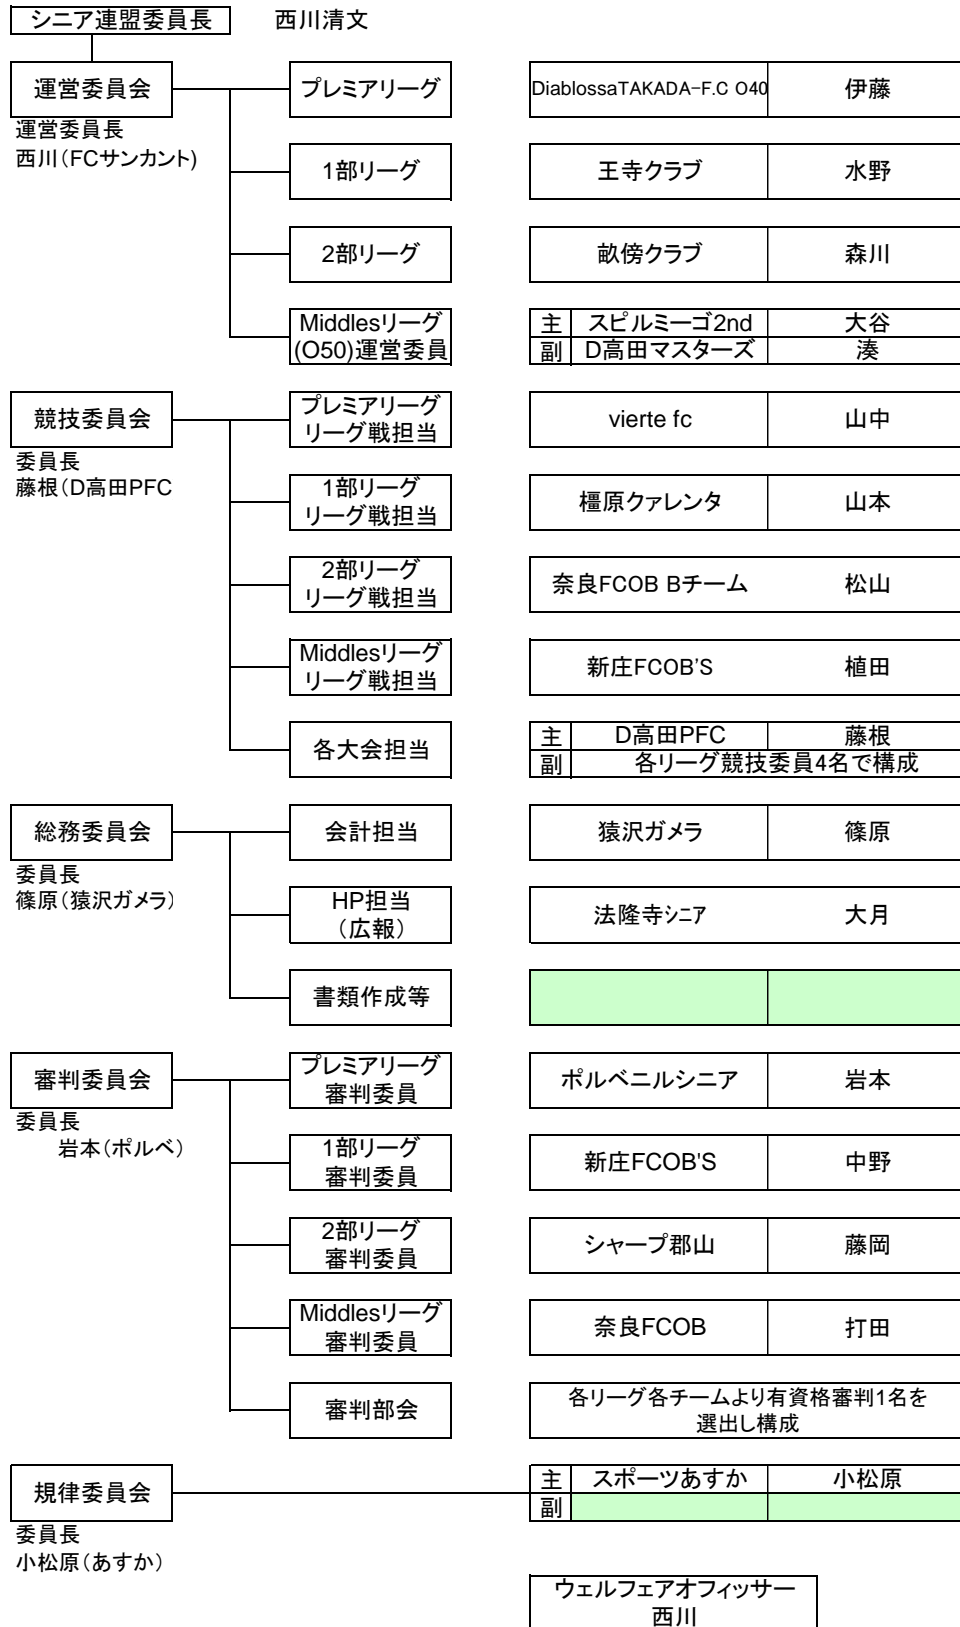 シニア連盟委員長 西川清文
運営委員会 プレミアリーグ DiablossaTAKADA-F.C O40 伊藤
運営委員長
西川(FCサンカント)
1部リーグ 王寺クラブ 水野
2部リーグ 畝傍クラブ 森川
Middlesリーグ 主 スピルミーゴ2nd 大谷
(O50)運営委員 副 D高田マスターズ 湊
競技委員会 プレミアリーグ
リーグ戦担当 vierte fc 山中
委員長
藤根(D高田PFC
1部リーグ
リーグ戦担当 橿原クァレンタ 山本
2部リーグ
リーグ戦担当 奈良FCOB Bチーム 松山
Middlesリーグ
リーグ戦担当 新庄FCOB'S 植田
各大会担当 主 D高田PFC 藤根
副 各リーグ競技委員4名で構成
総務委員会 会計担当 猿沢ガメラ 篠原
委員長
篠原(猿沢ガメラ)
HP担当
(広報) 法隆寺シニア 大月
書類作成等
審判委員会 プレミアリーグ
審判委員 ポルベニルシニア 岩本
委員長
岩本(ポルベ)
1部リーグ
審判委員 新庄FCOB'S 中野
2部リーグ
審判委員 シャープ郡山 藤岡
Middlesリーグ
審判委員 奈良FCOB 打田
審判部会 各リーグ各チームより有資格審判1名を
選出し構成
規律委員会 主 スポーツあすか 小松原
副
委員長
小松原(あすか)
ウェルフェアオフィッサー
西川